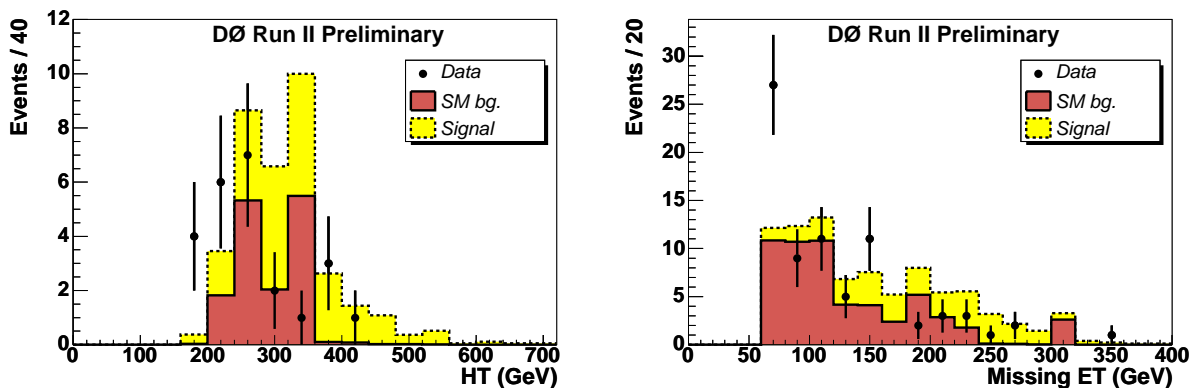 DØ Run II Preliminary
Events / 40
12
10
8
6
4
2
0
Data
SM bg.
Signal
0 100 200 300 400 500 600 700
HT (GeV)
DØ Run II Preliminary
Events / 20
30
25
20
15
10
5
0
Data
SM bg.
Signal
0 50 100 150 200 250 300 350 400
Missing ET (GeV)